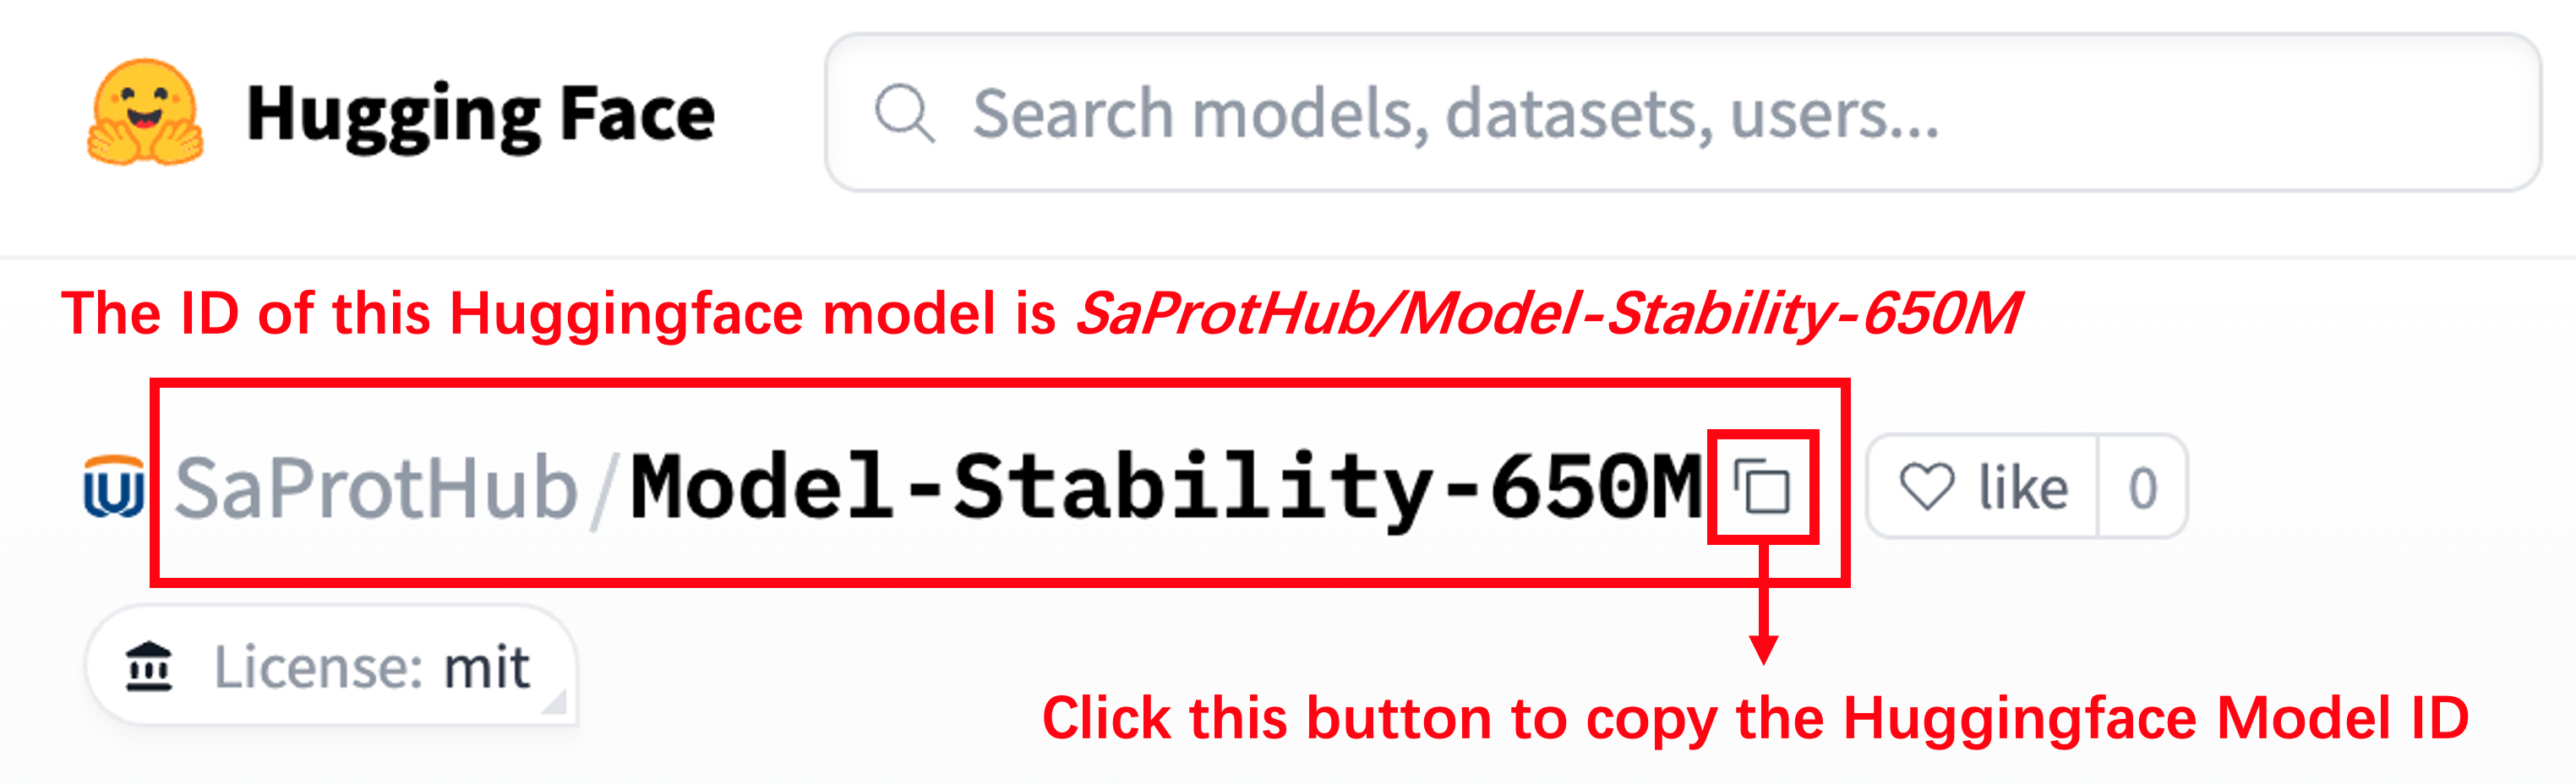 Hugging Face
Search models, datasets, users...
The ID of this Huggingface model is SaProtHub/Model-Stability-650M
SaProtHub/Model-Stability-650M
like 0
License: mit
Click this button to copy the Huggingface Model ID